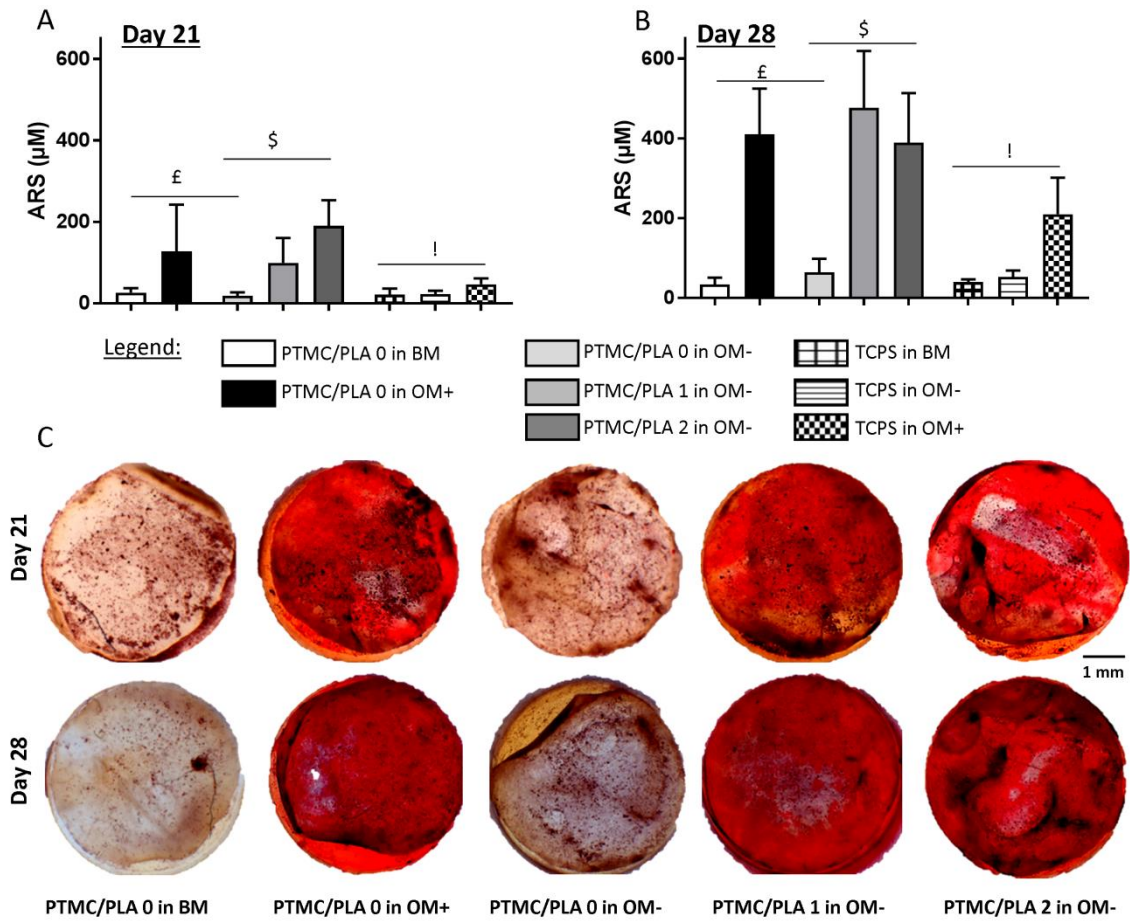 A
Day 21
ARS (µM)
600
400
200
0
£
$
!
B
Day 28
ARS (µM)
600
400
200
0
£
$
!
Legend:
PTMC/PLA 0 in BM
PTMC/PLA 0 in OM+
PTMC/PLA 0 in OM-
PTMC/PLA 1 in OM-
PTMC/PLA 2 in OM-
TCPS in BM
TCPS in OM-
TCPS in OM+
C
Day 21
1 mm
Day 28
PTMC/PLA 0 in BM
PTMC/PLA 0 in OM+
PTMC/PLA 0 in OM-
PTMC/PLA 1 in OM-
PTMC/PLA 2 in OM-